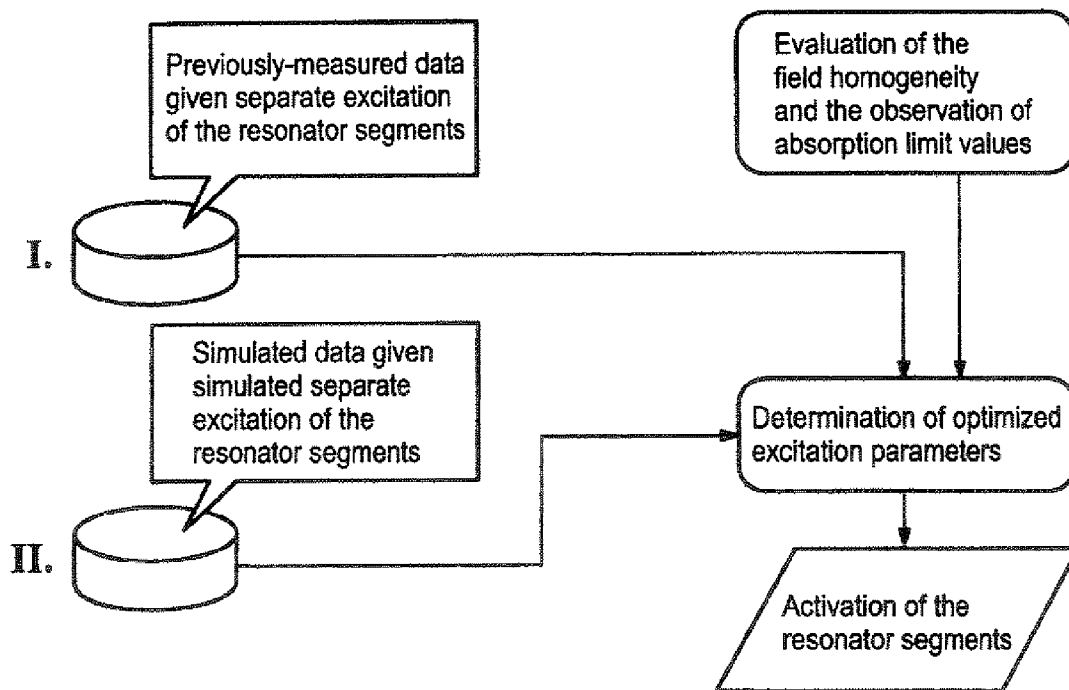 Previously-measured data
given separate excitation
of the resonator segments
Evaluation of the
field homogeneity
and the observation of
absorption limit values
I.
Simulated data given
simulated separate
excitation of the
resonator segments
Determination of optimized
excitation parameters
II.
Activation of the
resonator segments